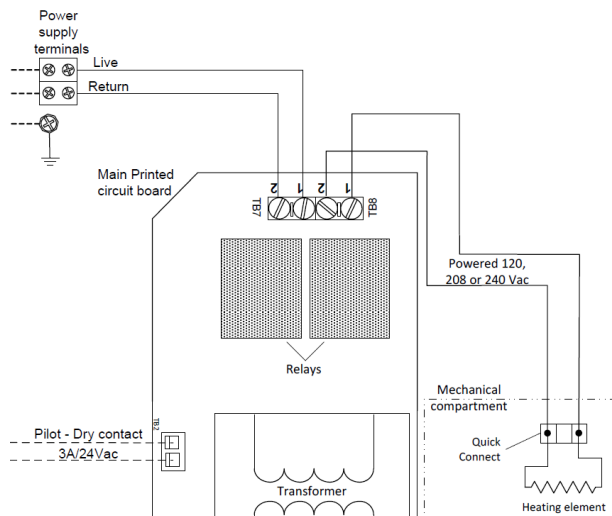 Power
supply
terminals
Live
Return
Main Printed
circuit board
2 1 2 1
TB7
TB8
Powered 120,
208 or 240 Vac
Relays
Mechanical
compartment
TB2
Pilot - Dry contact
3A/24Vac
Quick
Connect
Transformer
Heating element